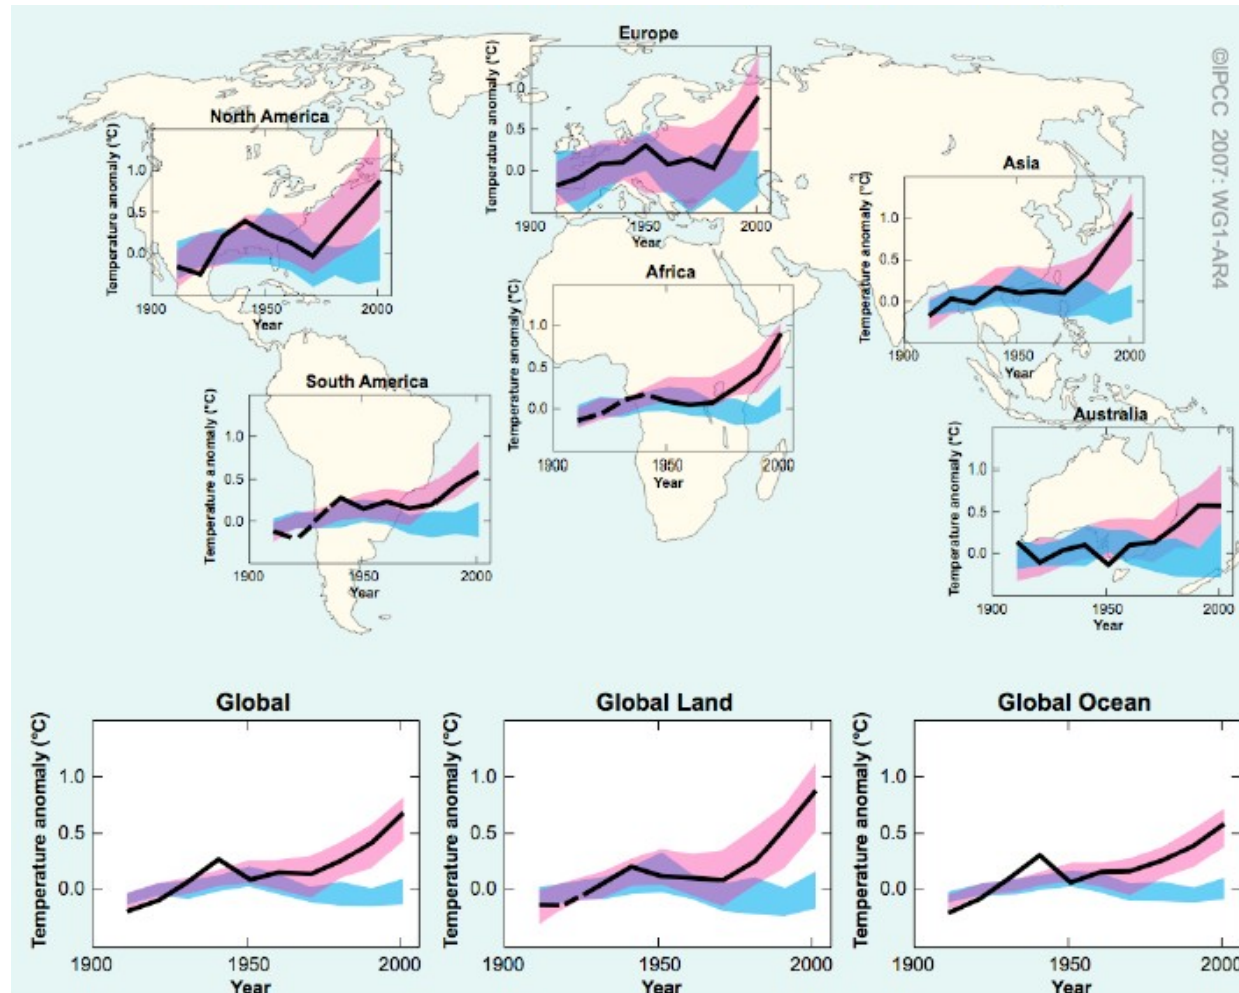 Europe
Temperature anomaly (°C)
1.0
0.5
0.0
1900
1950
2000
Year
©IPCC 2007: WG1-AR4
North America
Temperature anomaly (°C)
1.0
0.5
0.0
1900
1950
2000
Year
Asia
Temperature anomaly (°C)
1.0
0.5
0.0
1900
1950
2000
Year
Africa
Temperature anomaly (°C)
1.0
0.5
0.0
1900
1950
2000
Year
South America
Temperature anomaly (°C)
1.0
0.5
0.0
1900
1950
2000
Year
Australia
Temperature anomaly (°C)
1.0
0.5
0.0
1900
1950
2000
Year
Global
Temperature anomaly (°C)
1.0
0.5
0.0
1900
1950
2000
Year
Global Land
Temperature anomaly (°C)
1.0
0.5
0.0
1900
1950
2000
Year
Global Ocean
Temperature anomaly (°C)
1.0
0.5
0.0
1900
1950
2000
Year